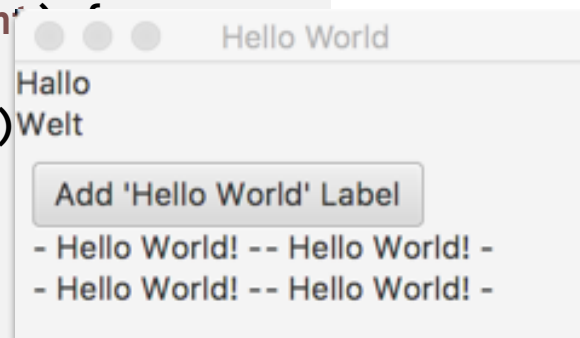 Hello World
Hallo
)Welt
Add 'Hello World' Label
- Hello World! -- Hello World! -
- Hello World! -- Hello World! -